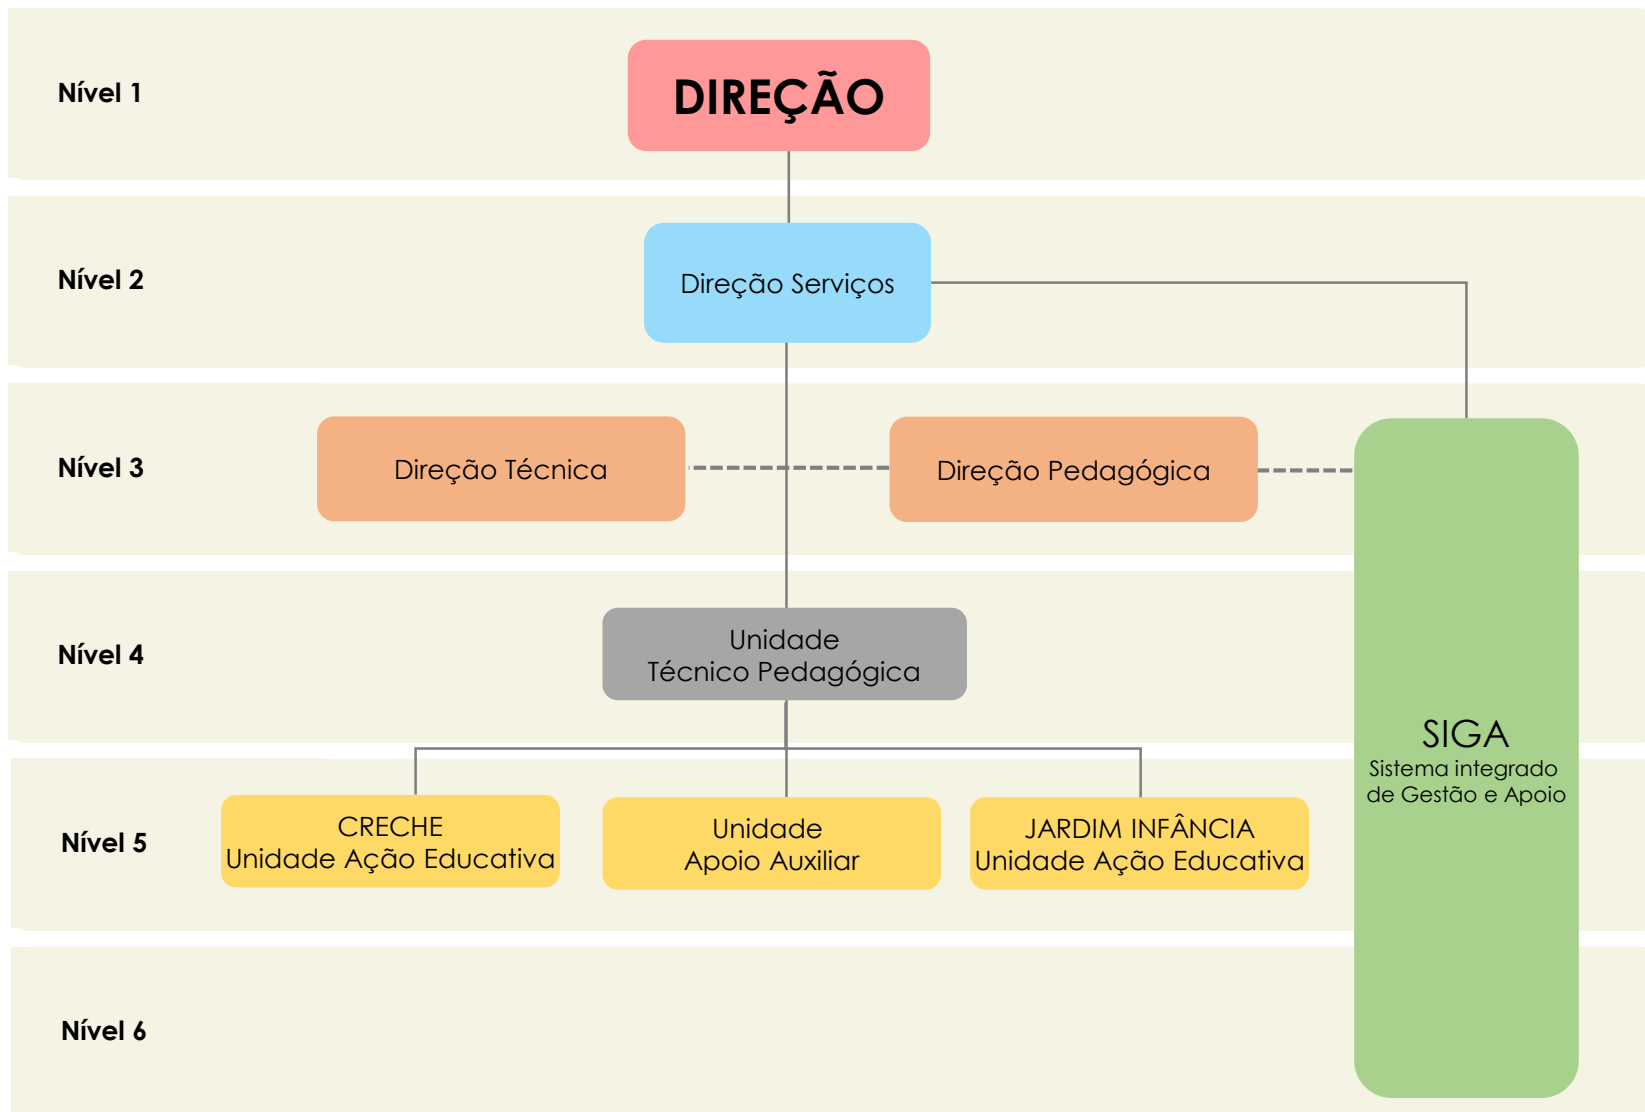 Nível 1
DIREÇÃO
Nível 2
Direção Serviços
Nível 3
Direção Técnica
Direção Pedagógica
Nível 4
Unidade
Técnico Pedagógica
SIGA
Sistema integrado
de Gestão e Apoio
Nível 5
CRECHE
Unidade Ação Educativa
Unidade
Apoio Auxiliar
JARDIM INFÂNCIA
Unidade Ação Educativa
Nível 6